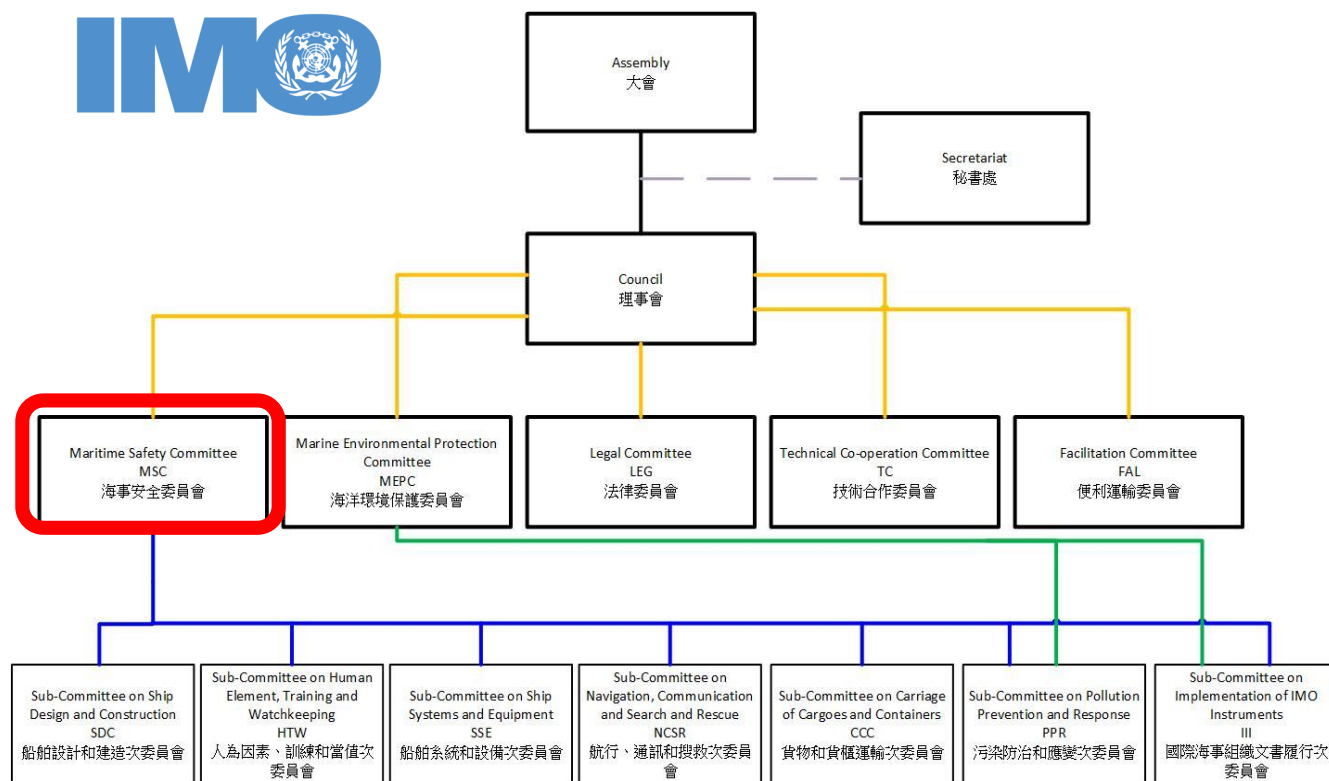 IMO
Assembly
大會
Secretariat
秘書處
Council
理事會
Maritime Safety Committee
MSC
海事安全委員會
Marine Environmental Protection
Committee
MEPC
海洋環境保護委員會
Legal Committee
LEG
法律委員會
Technical Co-operation Committee
TC
技術合作委員會
Facilitation Committee
FAL
便利運輸委員會
Sub-Committee on Ship
Design and Construction
SDC
船舶設計和建造次委員會
Sub-Committee on Human
Element, Training and
Watchkeeping
HTW
人為因素、訓練和當值次
委員會
Sub-Committee on Ship
Systems and Equipment
SSE
船舶系統和設備次委員會
Sub-Committee on
Navigation, Communication
and Search and Rescue
NCSR
航行、通訊和搜救次委員
會
Sub-Committee on Carriage
of Cargoes and Containers
CCC
貨物和貨櫃運輸次委員會
Sub-Committee on Pollution
Prevention and Response
PPR
污染防治和應變次委員會
Sub-Committee on
Implementation of IMO
Instruments
III
國際海事組織文書履行次
委員會